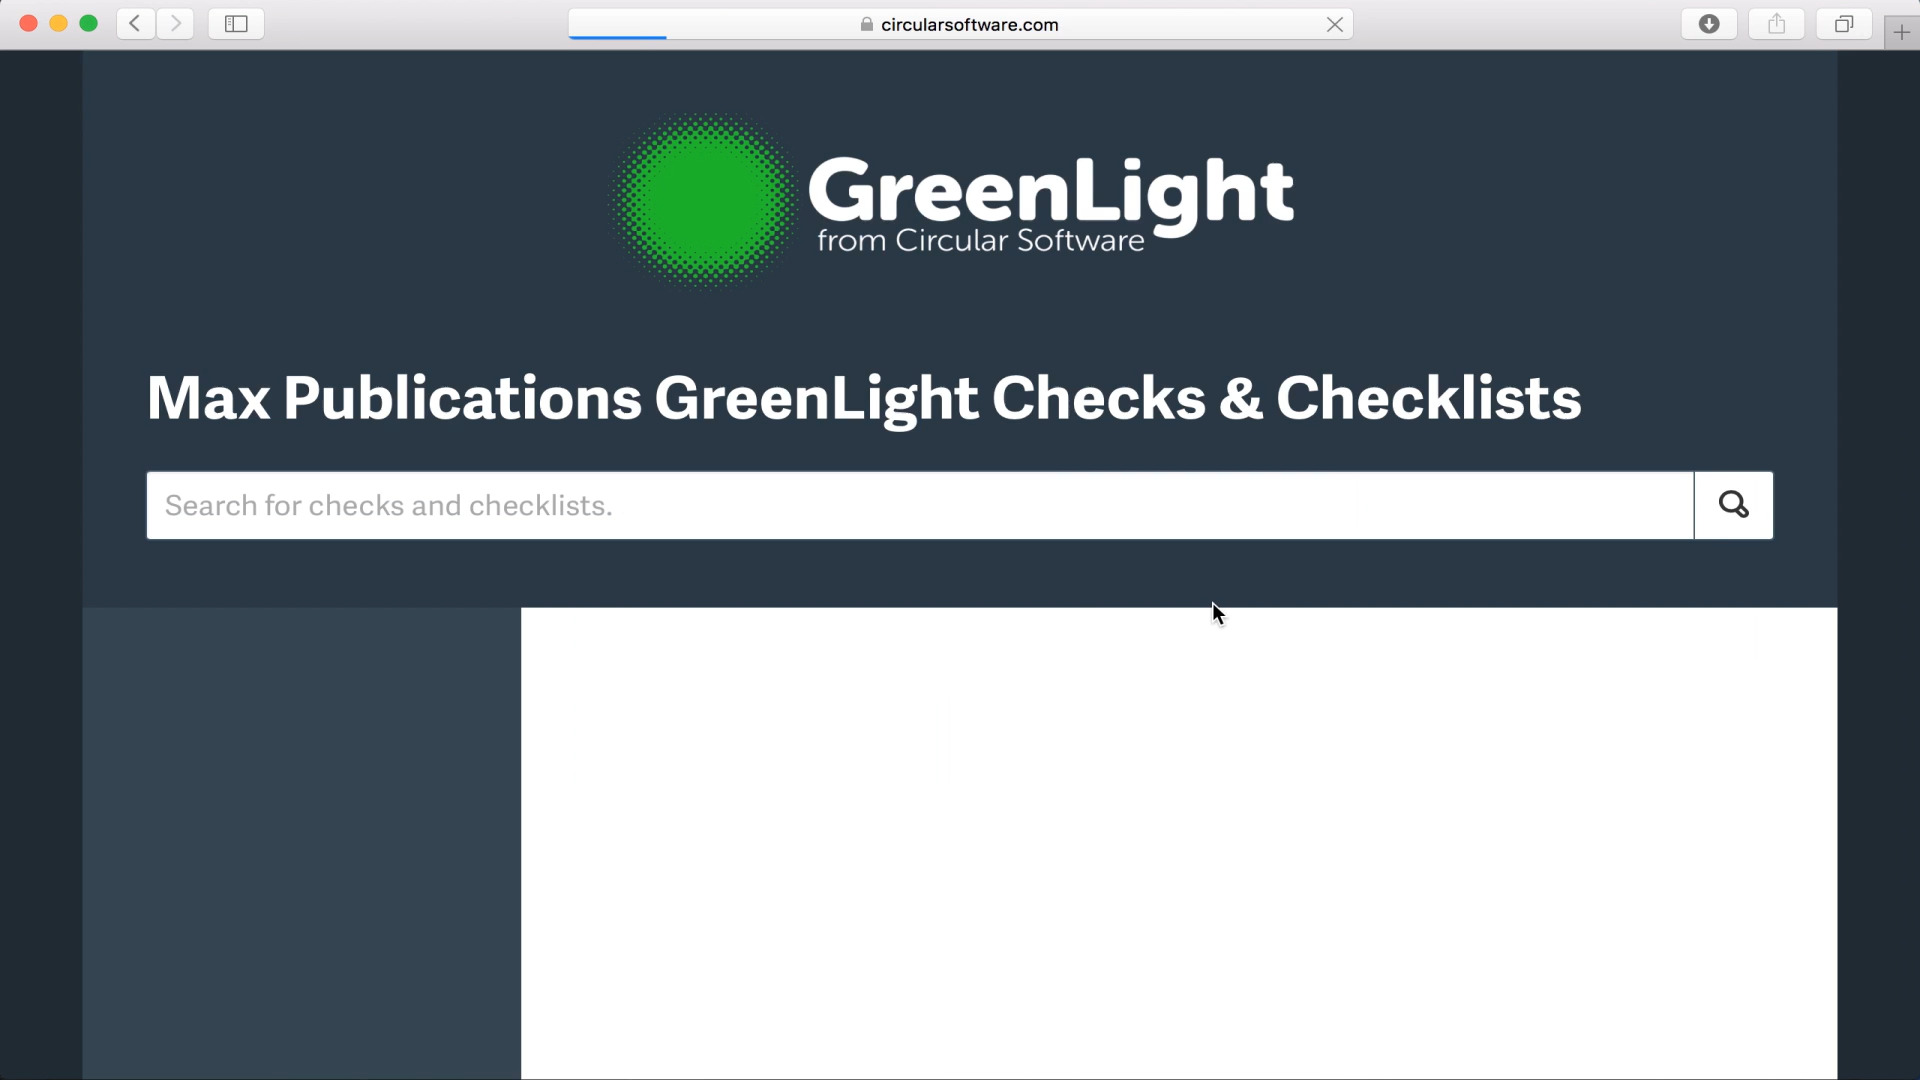 circularsoftware.com
GreenLight
from Circular Software
Max Publications GreenLight Checks & Checklists
Search for checks and checklists.